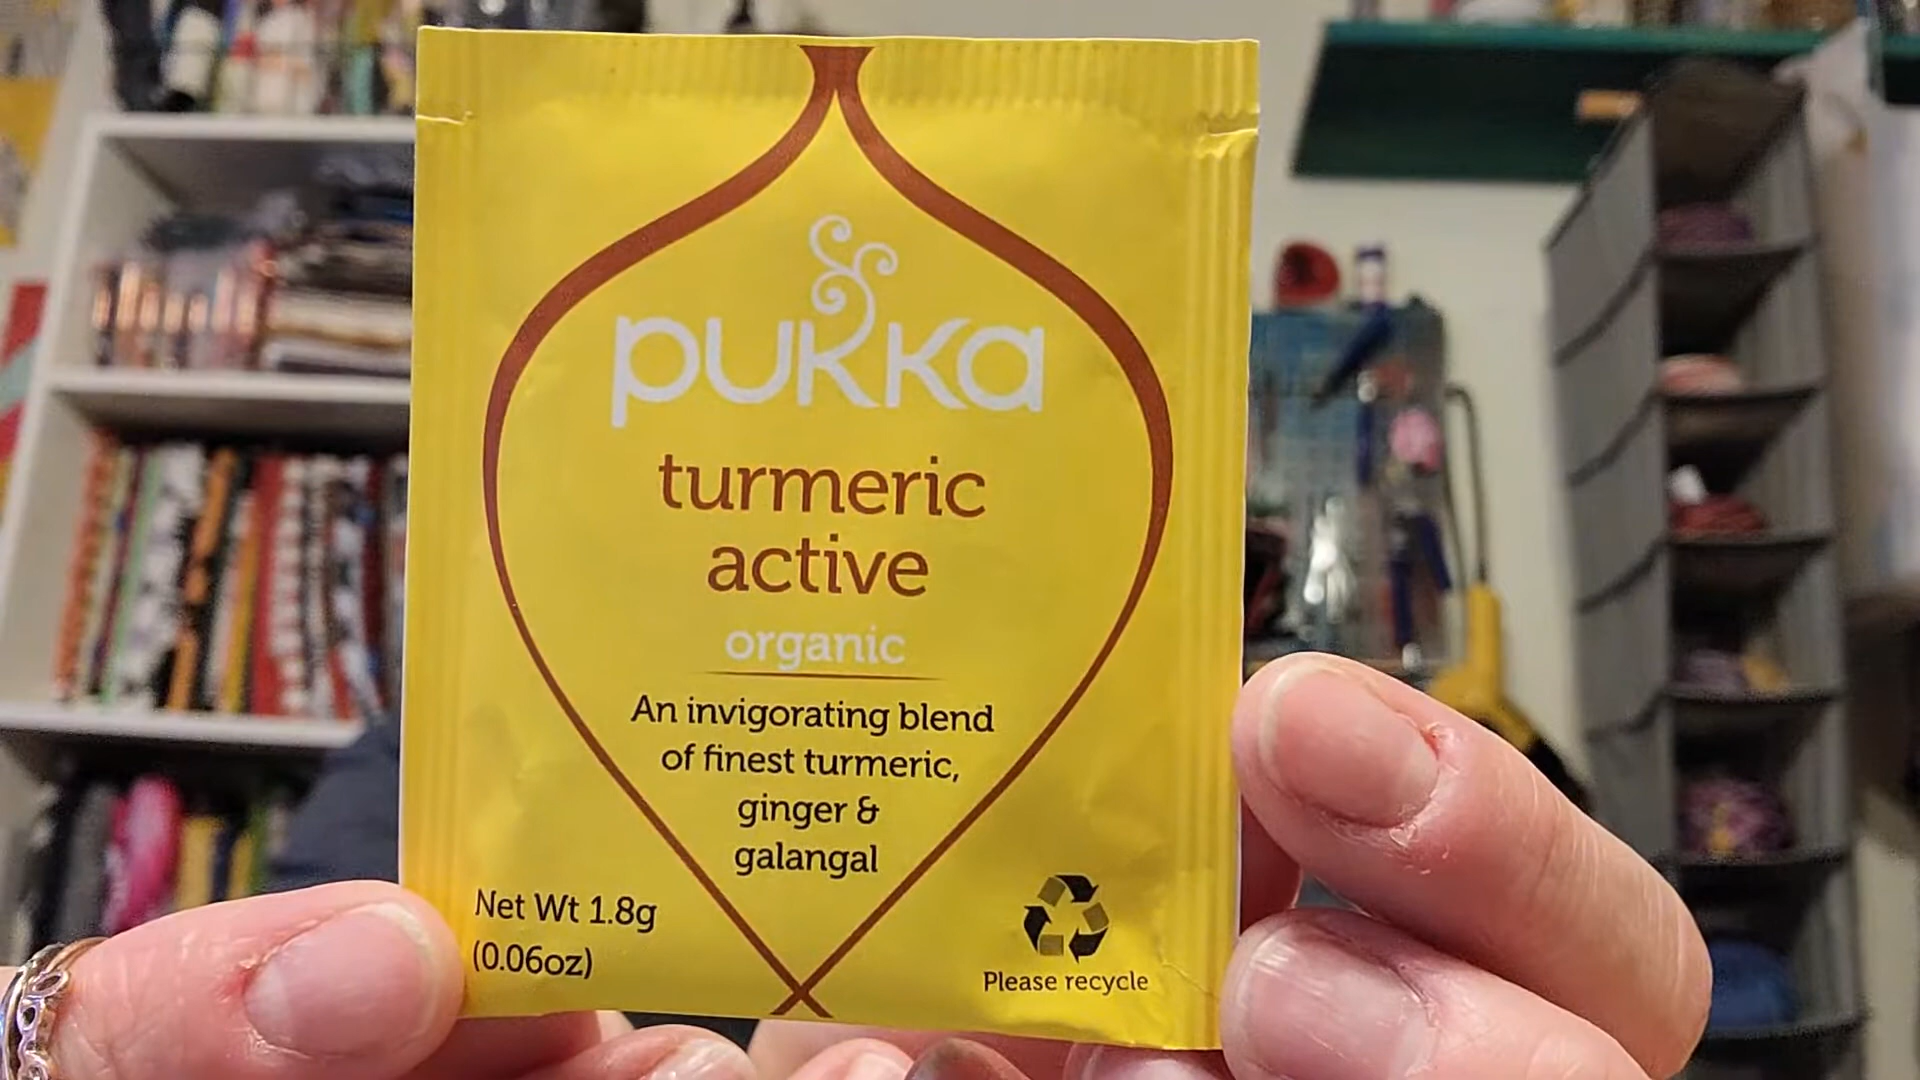 pukka
turmeric
active
organic
An invigorating blend
of finest turmeric,
ginger &
galangal
Net Wt 1.8g
(0.06oz)
Please recycle